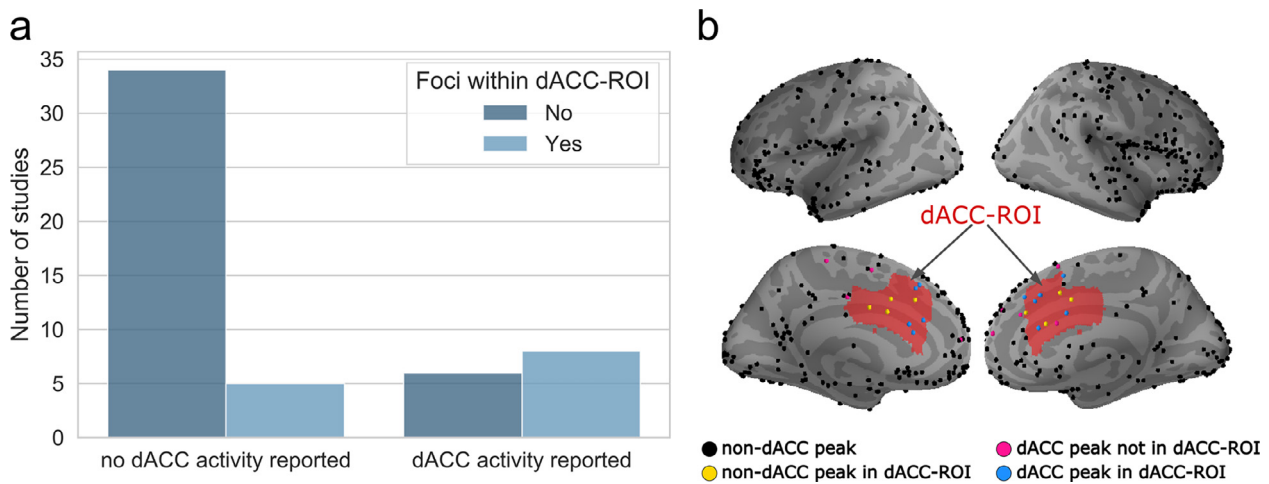 a
35
30
25
20
15
10
5
0
Number of studies
Foci within dACC-ROI
No
Yes
no dACC activity reported
dACC activity reported
b
dACC-ROI
non-dACC peak
dACC peak not in dACC-ROI
non-dACC peak in dACC-ROI
dACC peak in dACC-ROI